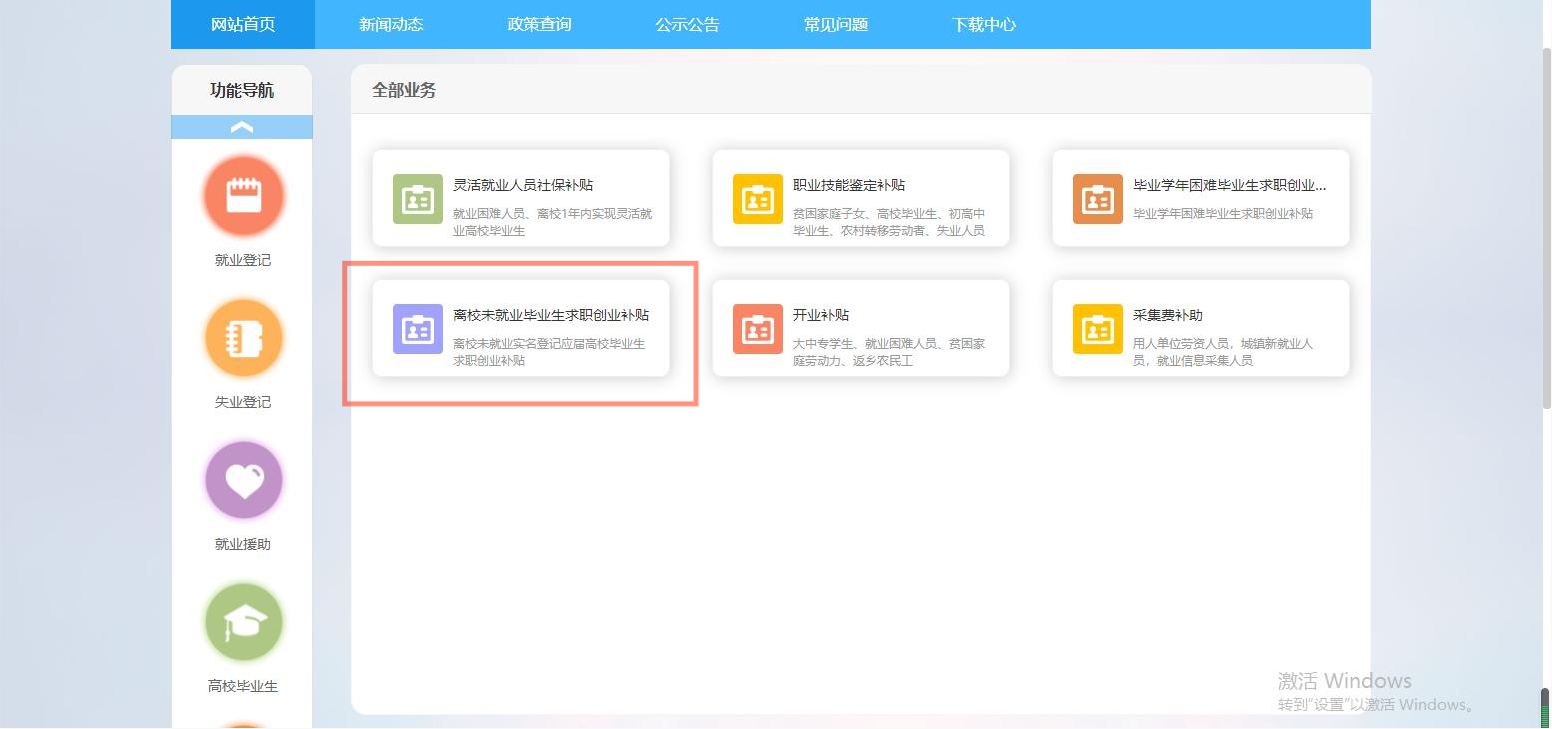 网站首页 新闻动态 政策查询 公示公告 常见问题 下载中心
功能导航
就业登记
失业登记
就业援助
高校毕业生
全部业务
灵活就业人员社保补贴
就业困难人员、离校1年内实现灵活就
业高校毕业生
职业技能鉴定补贴
贫困家庭子女、高校毕业生、初高中
毕业生、农村转移劳动者、失业人员
毕业学年困难毕业生求职创业...
毕业学年困难毕业生求职创业补贴
离校未就业毕业生求职创业补贴
离校未就业实名登记应届高校毕业生
求职创业补贴
开业补贴
大中专学生、就业困难人员、贫困家
庭劳动力、返乡农民工
采集费补助
用人单位劳资人员，城镇新就业人
员，就业信息采集人员
激活 Windows
转到"设置"以激活 Windows。